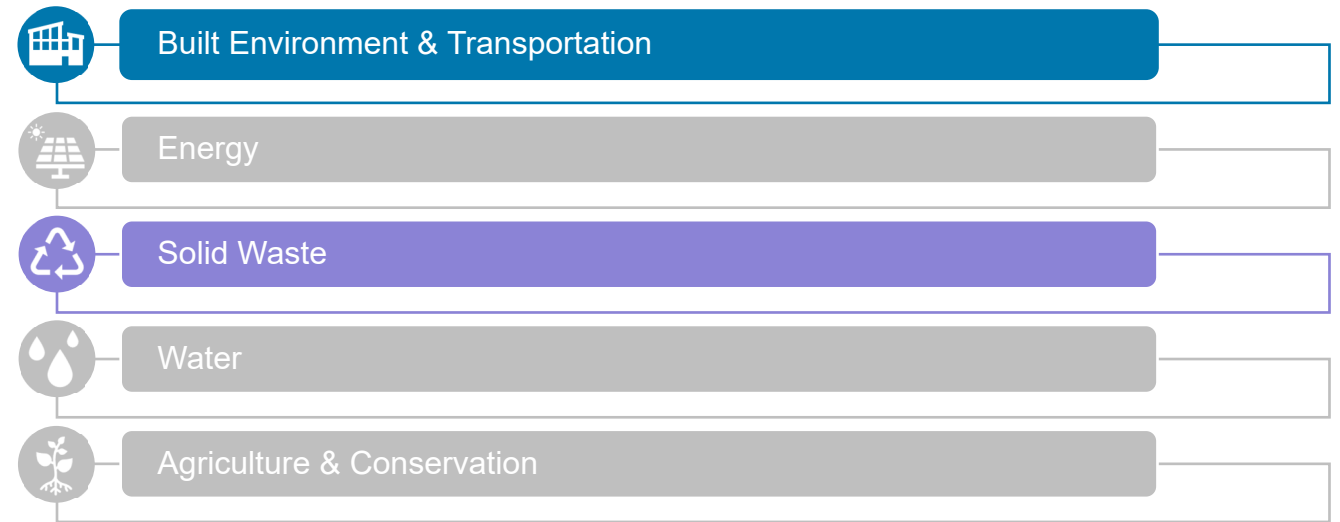 Built Environment & Transportation
Energy
Solid Waste
Water
Agriculture & Conservation